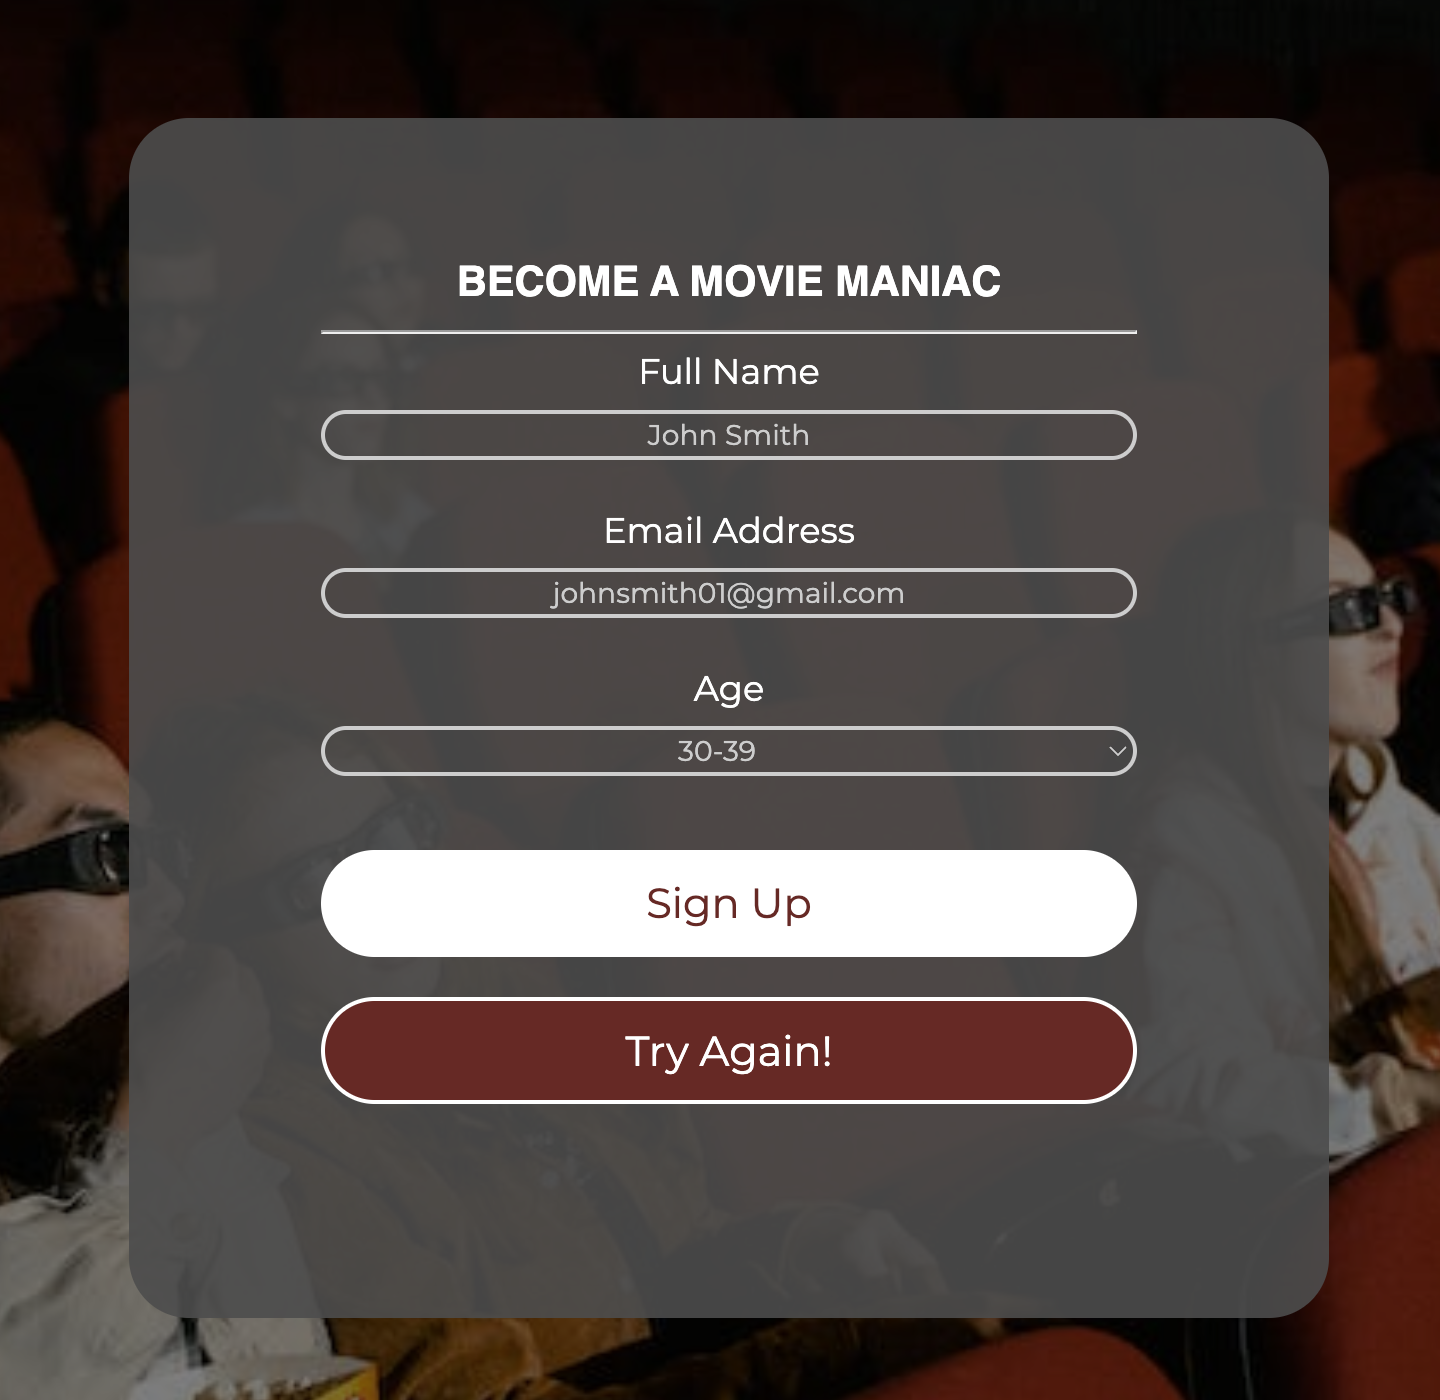 BECOME A MOVIE MANIAC
Full Name
John Smith
Email Address
johnsmith01@gmail.com
Age
30-39
Sign Up
Try Again!